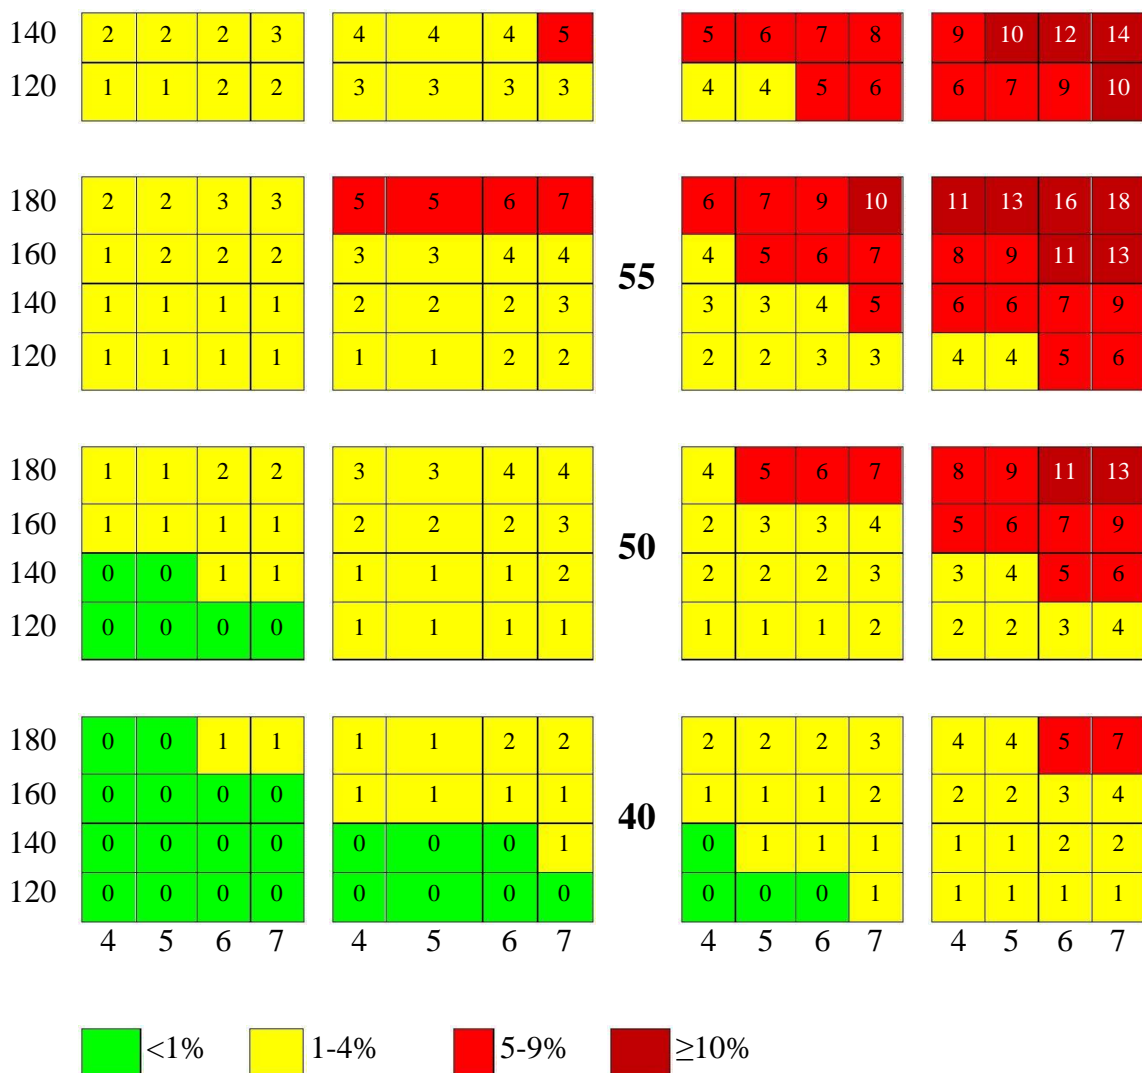 140 2 2 2 3 4 4 4 5 5 6 7 8 9 10 12 14
120 1 1 2 2 3 3 3 3 4 4 5 6 6 7 9 10
180 2 2 3 3 5 5 6 7 6 7 9 10 11 13 16 18
160 1 2 2 2 3 3 4 4 4 5 6 7 8 9 11 13
55
140 1 1 1 1 2 2 2 3 3 3 4 5 6 6 7 9
120 1 1 1 1 1 1 2 2 2 2 3 3 4 4 5 6
180 1 1 2 2 3 3 4 4 4 5 6 7 8 9 11 13
160 1 1 1 1 2 2 2 3 2 3 3 4 5 6 7 9
50
140 0 0 1 1 1 1 1 2 2 2 2 3 3 4 5 6
120 0 0 0 0 1 1 1 1 1 1 1 2 2 2 3 4
180 0 0 1 1 1 1 2 2 2 2 2 3 4 4 5 7
160 0 0 0 0 1 1 1 1 1 1 1 2 2 2 3 4
40
140 0 0 0 0 0 0 0 1 0 1 1 1 1 1 2 2
120 0 0 0 0 0 0 0 0 0 0 0 1 1 1 1 1
4 5 6 7 4 5 6 7 4 5 6 7 4 5 6 7
<1% 1-4% 5-9% ≥10%